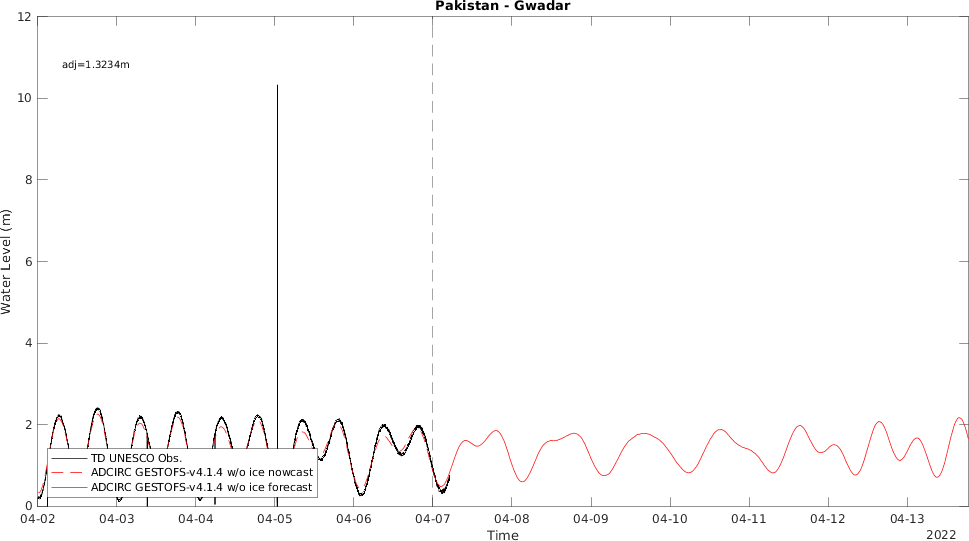 Pakistan - Gwadar
12
adj=1.3234m
10
8
6
4
2
0
Water Level (m)
TD UNESCO Obs.
ADCIRC GESTOFS-v4.1.4 w/o ice nowcast
ADCIRC GESTOFS-v4.1.4 w/o ice forecast
04-02 04-03 04-04 04-05 04-06 04-07 04-08 04-09 04-10 04-11 04-12 04-13
Time
2022